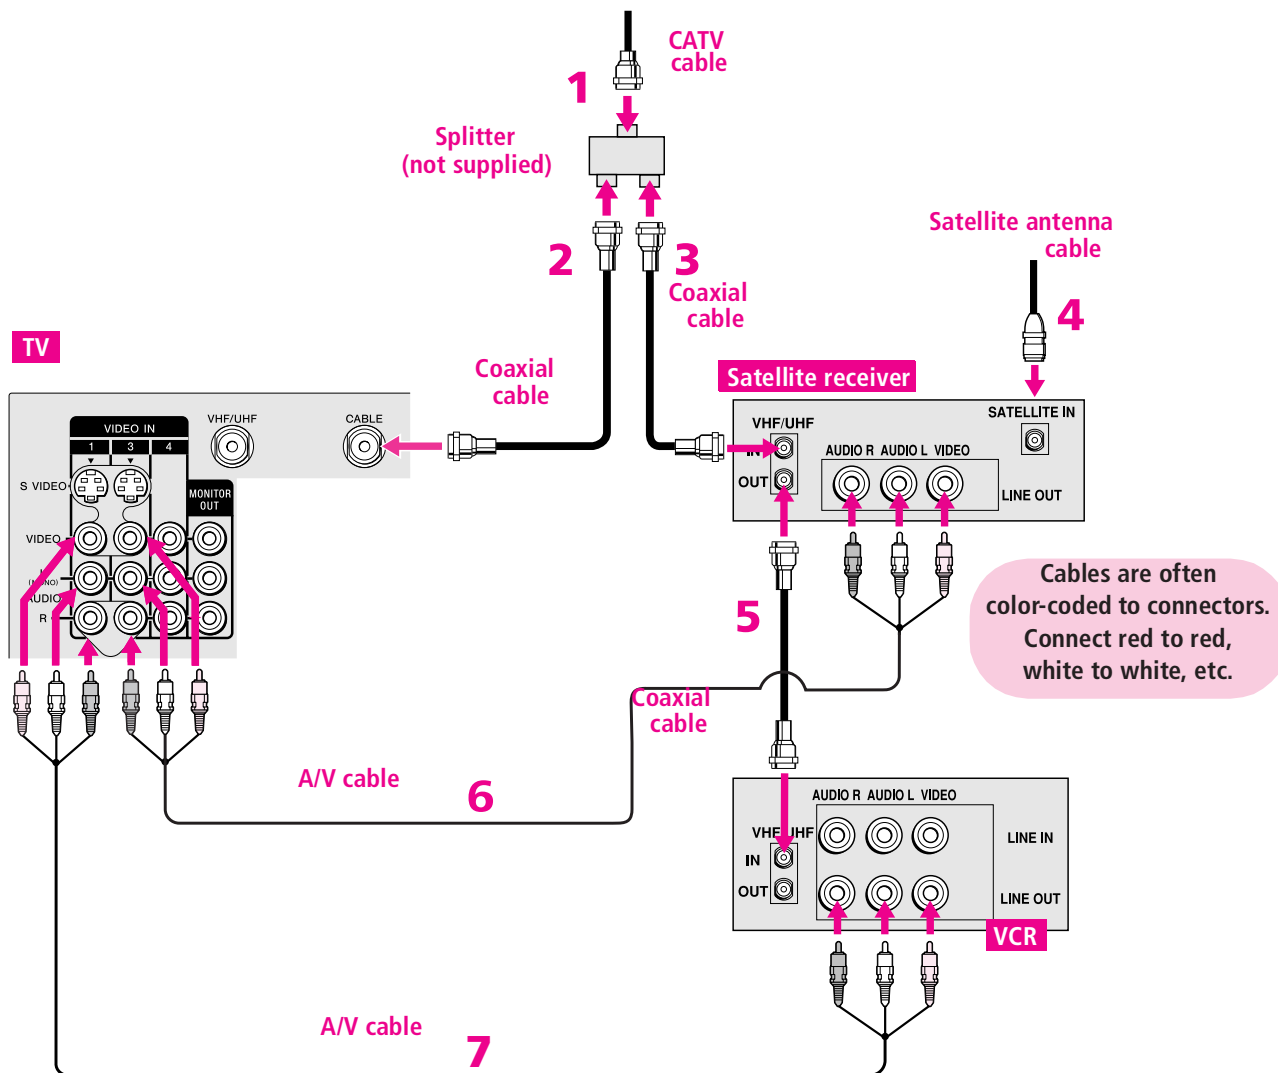 CATV
cable
1
Splitter
(not supplied)
2
3
Coaxial
cable
Satellite antenna
cable
4
TV
Coaxial
cable
Satellite receiver
VIDEO IN
1 3 4
VHF/UHF
CABLE
S VIDEO
MONITOR
OUT
VIDEO
(MONO)
AUDIO
R
VHF/UHF
IN
OUT
AUDIO R AUDIO L VIDEO
SATELLITE IN
LINE OUT
Cables are often
color-coded to connectors.
Connect red to red,
white to white, etc.
5
Coaxial
cable
A/V cable
6
AUDIO R AUDIO L VIDEO
VHF/UHF
IN
OUT
LINE IN
LINE OUT
VCR
A/V cable
7